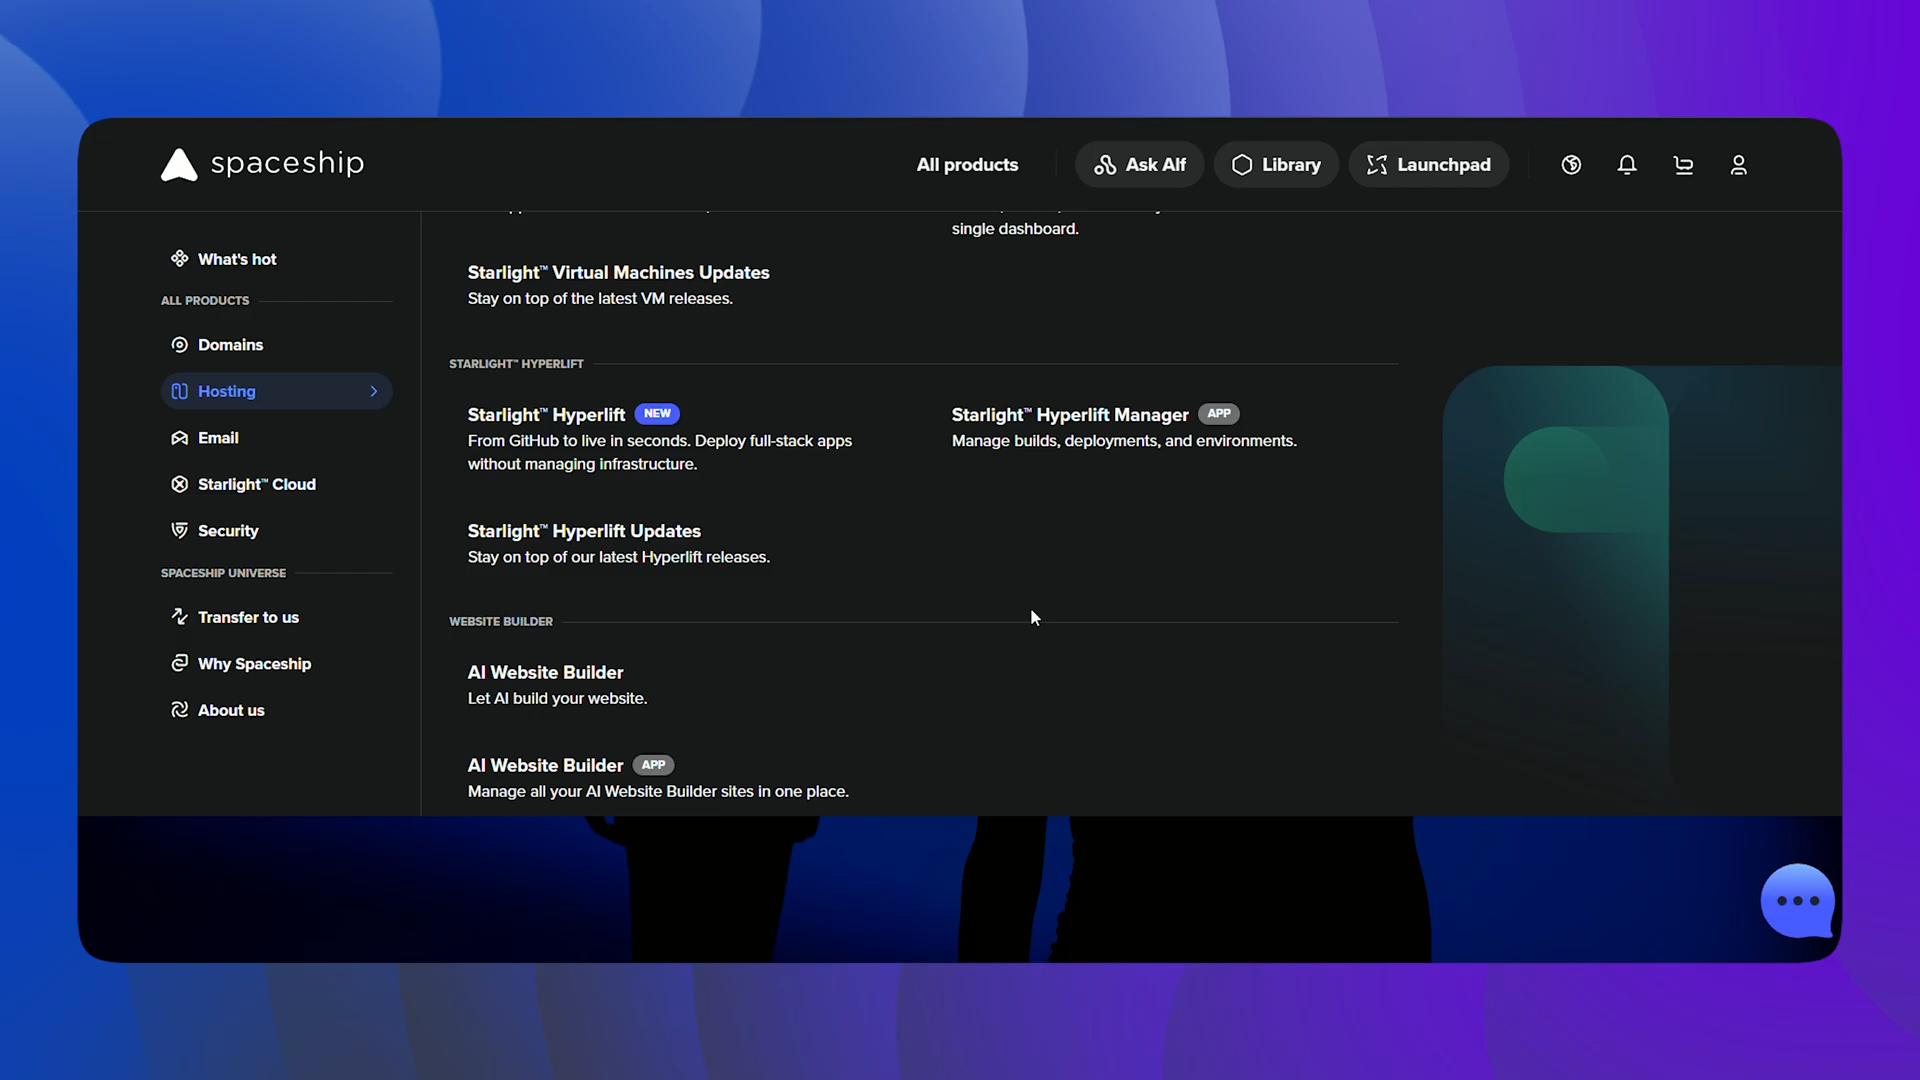 spaceship
All products
Ask Alf
Library
Launchpad
What's hot
ALL PRODUCTS
Domains
Hosting
Email
Starlight™ Cloud
Security
SPACESHIP UNIVERSE
Transfer to us
Why Spaceship
About us
single dashboard.
Starlight™ Virtual Machines Updates
Stay on top of the latest VM releases.
STARLIGHT™ HYPERLIFT
Starlight™ Hyperlift NEW
From GitHub to live in seconds. Deploy full-stack apps
without managing infrastructure.
Starlight™ Hyperlift Manager APP
Manage builds, deployments, and environments.
Starlight™ Hyperlift Updates
Stay on top of our latest Hyperlift releases.
WEBSITE BUILDER
AI Website Builder
Let AI build your website.
AI Website Builder APP
Manage all your AI Website Builder sites in one place.